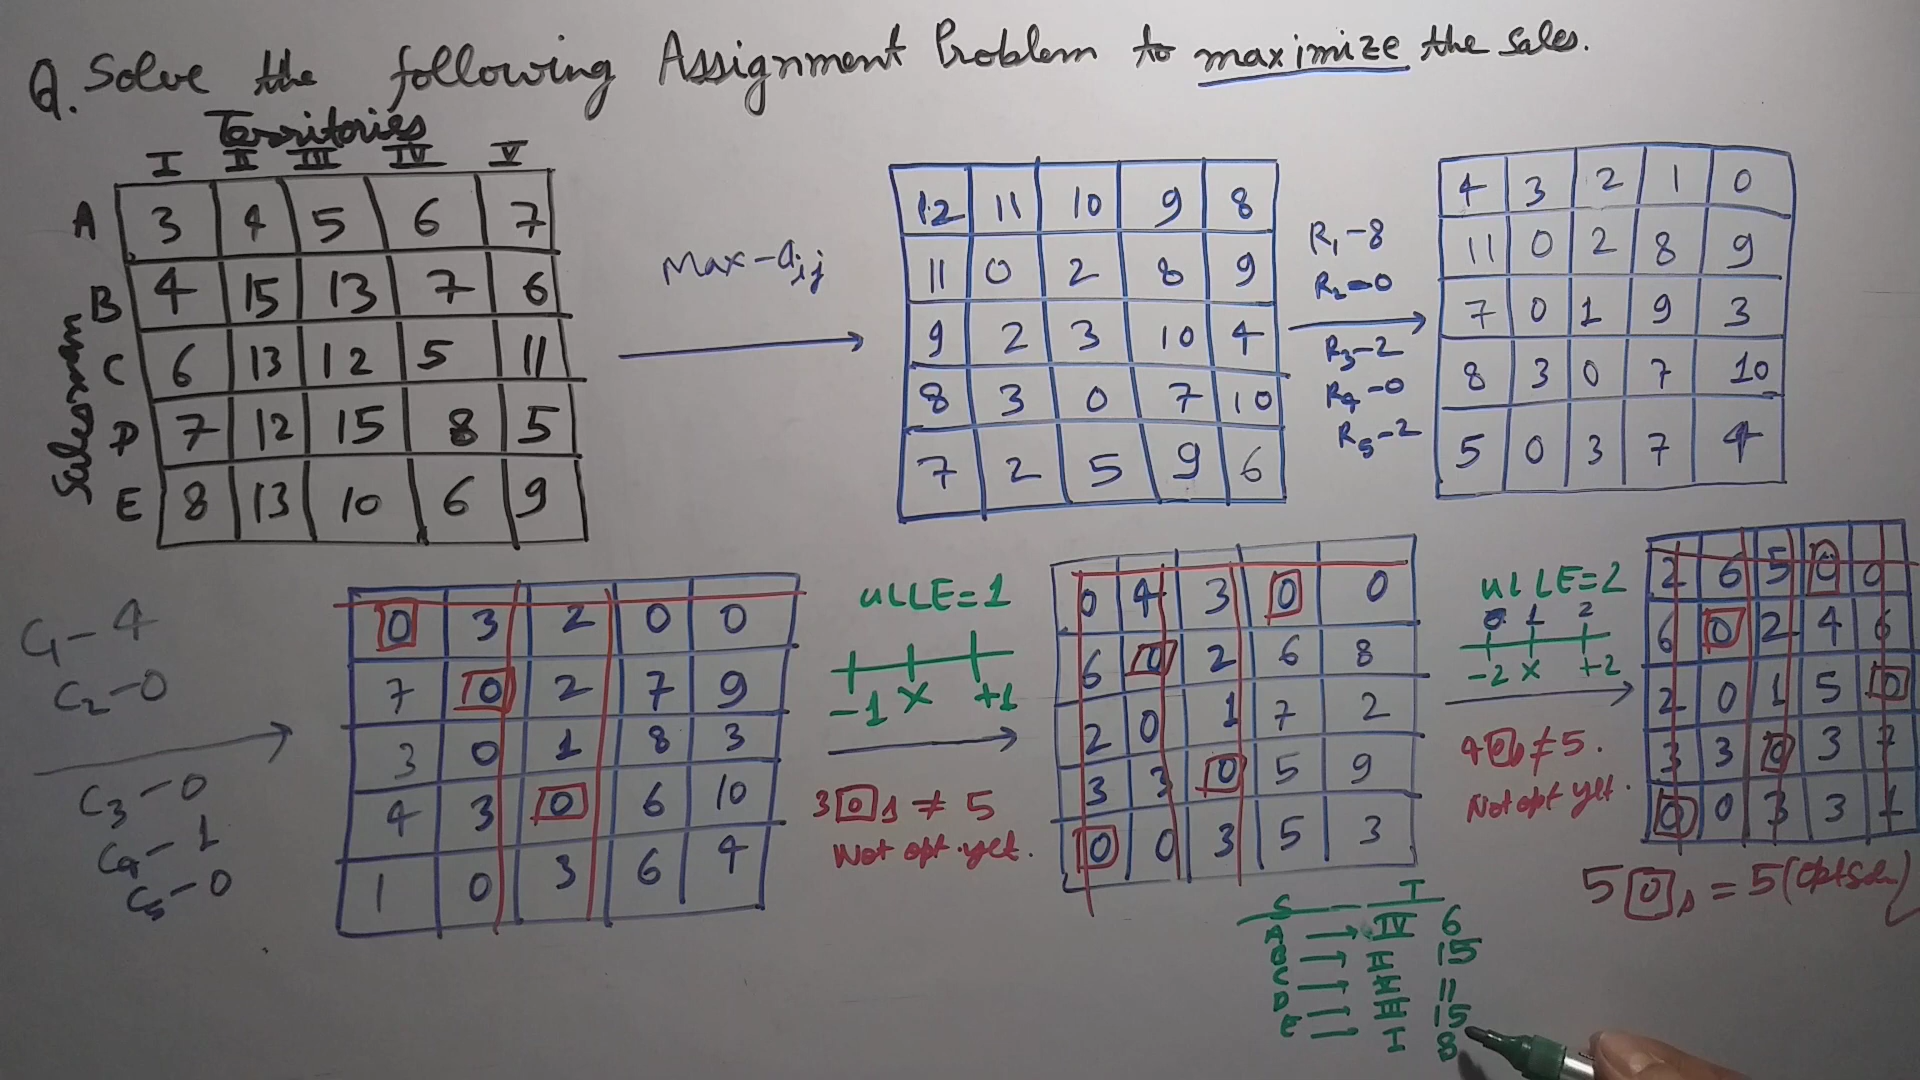 Q. Solve the following Assignment Problem to maximize the sales.
Territories
I II III IV V
Salesman
A 3 4 5 6 7
B 4 15 13 7 6
C 6 13 12 5 11
D 7 12 15 8 5
E 8 13 10 6 9
Max-aij
12 11 10 9 8
11 0 2 8 9
9 2 3 10 4
8 3 0 7 10
7 2 5 9 6
R1-8
R2-0
R3-2
R4-0
R5-2
4 3 2 1 0
11 0 2 8 9
7 0 1 9 3
8 3 0 7 10
5 0 3 7 4
C1-4
C2-0
C3-0
C4-1
C5-0
0 3 2 0 0
7 0 2 7 9
3 0 1 8 3
4 3 0 6 10
1 0 3 6 4
ULLE=1
-1 X +1
3 0 s ≠ 5
Not opt. yet.
0 4 3 0 0
6 0 2 6 8
2 0 1 7 2
3 3 0 5 9
0 0 3 5 3
ULLE=2
0 1 2
-2 X +2
4 0 s ≠ 5.
Not opt yet.
2 6 5 0 0
6 0 2 4 6
2 0 1 5 0
3 3 0 3 7
0 0 3 3 1
5 0 s = 5 (Opt Soln)
S - T
A → IV 6
B → II 15
C → V 11
D → III 15
E → I 8